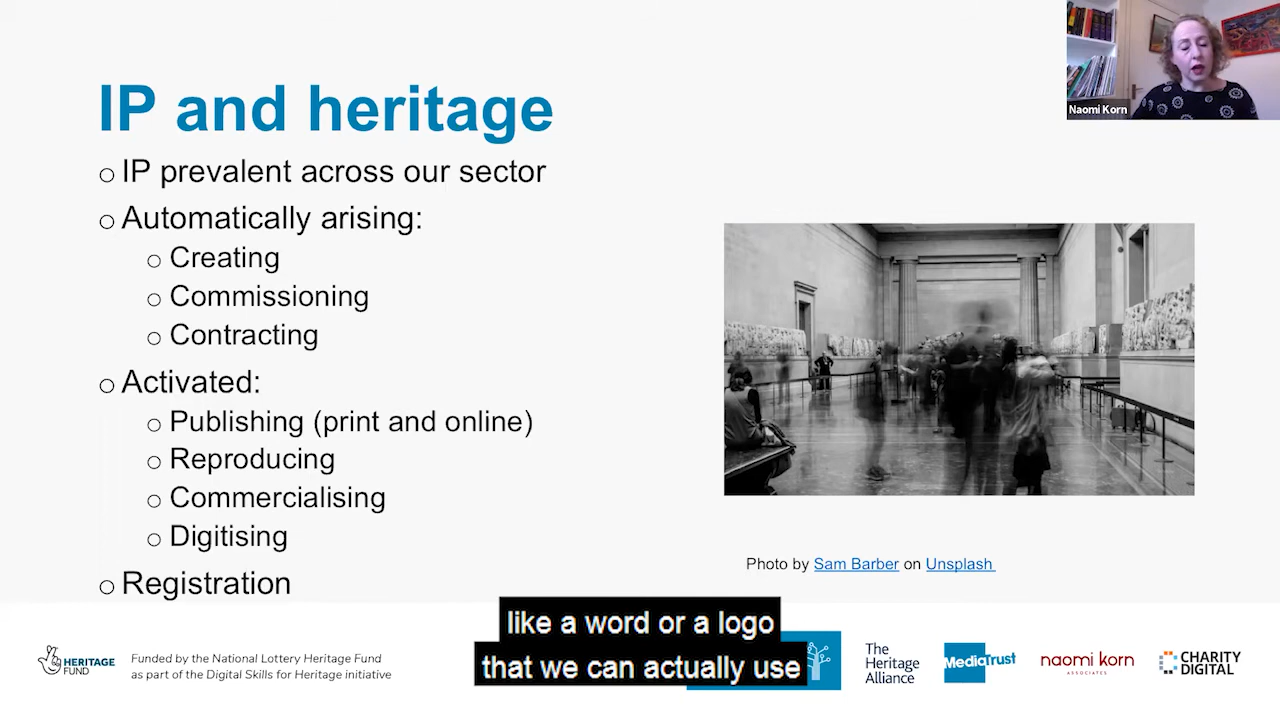 IP and heritage
Naomi Korn
IP prevalent across our sector
Automatically arising:
Creating
Commissioning
Contracting
Activated:
Publishing (print and online)
Reproducing
Commercialising
Digitising
Registration
Photo by Sam Barber on Unsplash
like a word or a logo
that we can actually use
HERITAGE
FUND
Funded by the National Lottery Heritage Fund
as part of the Digital Skills for Heritage initiative
The
Heritage
Alliance
MediaTrust
naomi korn
ASSOCIATES
CHARITY
DIGITAL